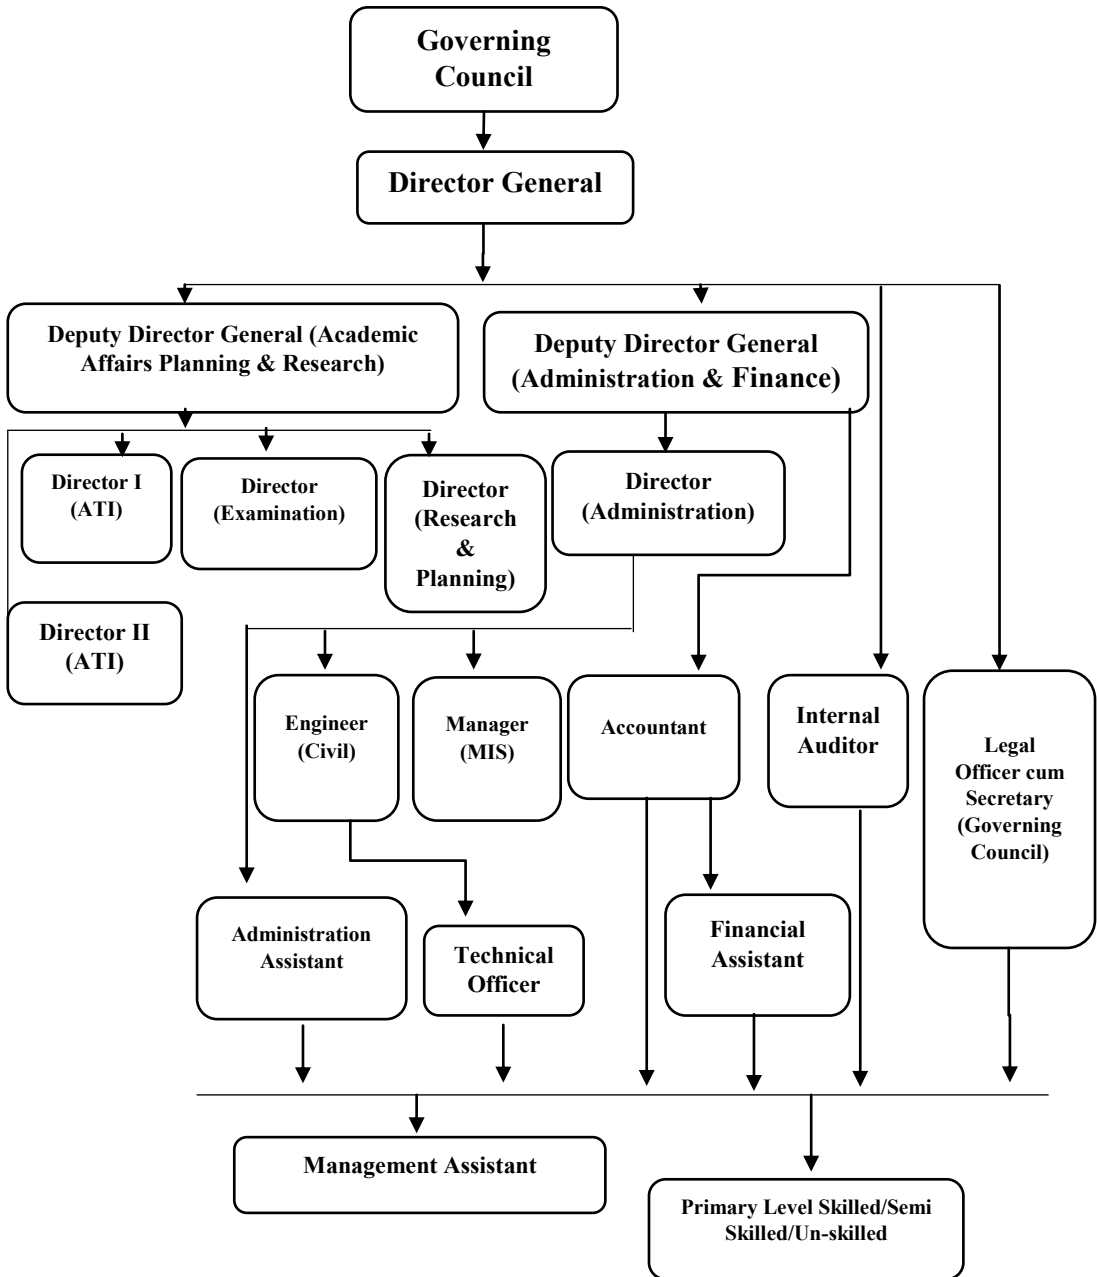 Governing
Council
Director General
Deputy Director General (Academic
Affairs Planning & Research)
Deputy Director General
(Administration & Finance)
Director I
(ATI)
Director
(Examination)
Director
(Research
&
Planning)
Director
(Administration)
Director II
(ATI)
Engineer
(Civil)
Manager
(MIS)
Accountant
Internal
Auditor
Legal
Officer cum
Secretary
(Governing
Council)
Administration
Assistant
Technical
Officer
Financial
Assistant
Management Assistant
Primary Level Skilled/Semi
Skilled/Un-skilled